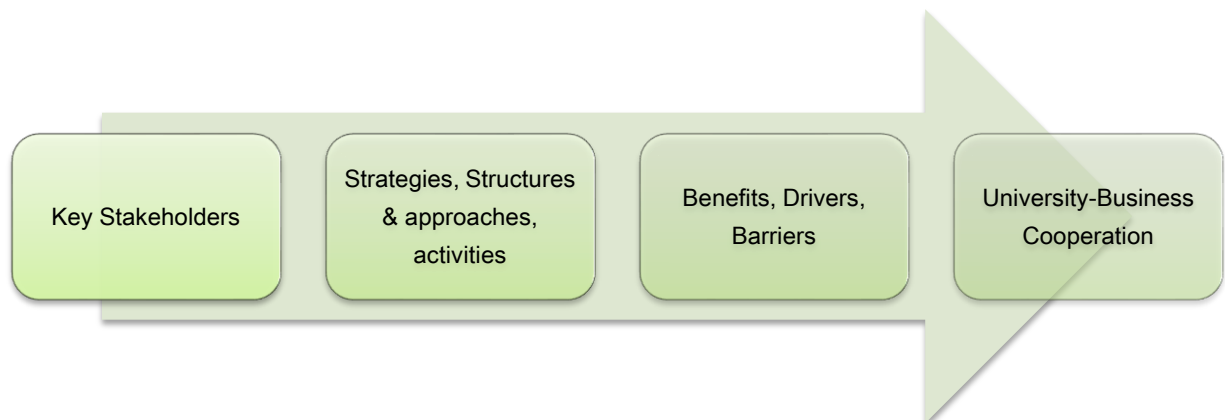 Key Stakeholders
Strategies, Structures
& approaches,
activities
Benefits, Drivers,
Barriers
University-Business
Cooperation